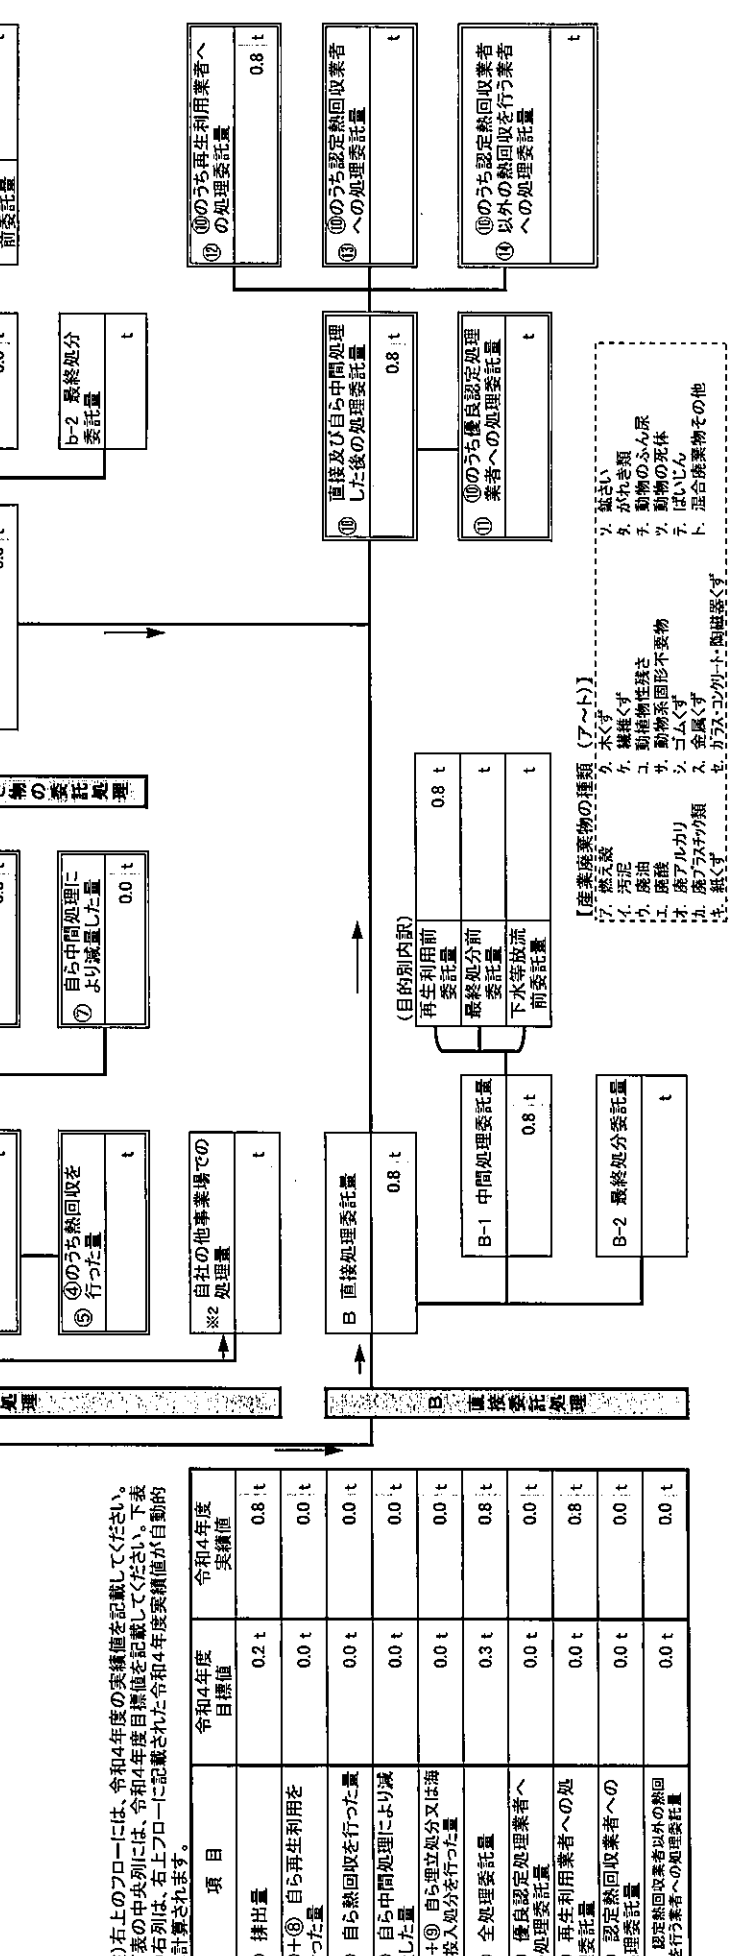 前委託量
b-2 最終処分
委託量
t
⑫ ⑩のうち再生利用業者へ
の処理委託量
0.8 t
⑬ ⑩のうち認定熱回収業者
への処理委託量
t
⑭ ⑩のうち認定熱回収業者
以外の熱回収を行う業者
への処理委託量
t
⑩ 直接及び自ら中間処理
した後の処理委託量
0.8 t
⑪ ⑩のうち優良認定処理
業者への処理委託量
t
物の委託処理
⑦ 自ら中間処理に
より減量した量
0.0 t
⑤ ④のうち熱回収を
行った量
t
※2 自社の他事業場での
処理量
t
B 直接処理委託量
0.8 t
B-1 中間処理委託量
0.8 t
B-2 最終処分委託量
t
(目的別内訳)
再生利用前
委託量
0.8 t
最終処分前
委託量
t
下水等放流
前委託量
t
処理
B 直接委託処理
【産業廃棄物の種類 (ア～ト)】
ア. 燃え殻
イ. 汚泥
ウ. 廃油
エ. 廃酸
オ. 廃アルカリ
カ. 廃プラスチック類
キ. 紙くず
ク. 木くず
ケ. 繊維くず
コ. 動植物性残さ
サ. 動物系固形不要物
シ. ゴムくず
ス. 金属くず
セ. ガラス・コンクリート・陶磁器くず
ソ. 鉱さい
タ. がれき類
チ. 動物のふん尿
ツ. 動物の死体
テ. ばいじん
ト. 混合廃棄物その他
)右上のフローには、令和4年度の実績値を記載してください。
表の中央列には、令和4年度目標値を記載してください。下表
右列は、右上フローに記載された令和4年度実績値が自動的
計算されます。
項 目 令和4年度目標値 令和4年度実績値
排出量 0.2 t 0.8 t
+⑧ 自ら再生利用を
った量 0.0 t 0.0 t
自ら熱回収を行った量 0.0 t 0.0 t
自ら中間処理により減
した量 0.0 t 0.0 t
+⑨ 自ら埋立処分又は海
投入処分を行った量 0.0 t 0.0 t
全処理委託量 0.3 t 0.8 t
優良認定処理業者へ
処理委託量 0.0 t 0.0 t
再生利用業者への処
委託量 0.0 t 0.8 t
認定熱回収業者への
理委託量 0.0 t 0.0 t
認定熱回収業者以外の熱回
を行う業者への処理委託量 0.0 t 0.0 t